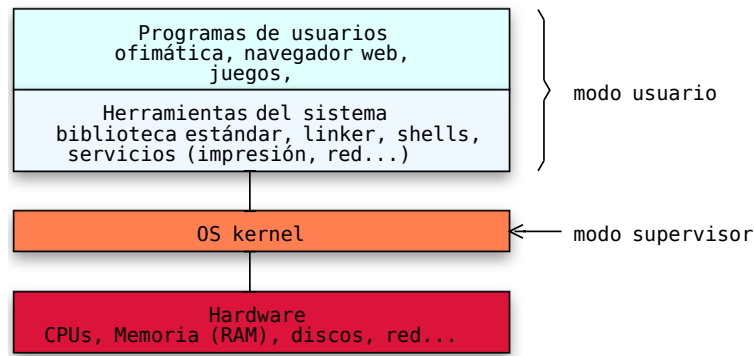 Programas de usuarios
ofimática, navegador web,
juegos,
modo usuario
Herramientas del sistema
biblioteca estándar, linker, shells,
servicios (impresión, red...)
OS kernel
modo supervisor
Hardware
CPUs, Memoria (RAM), discos, red...